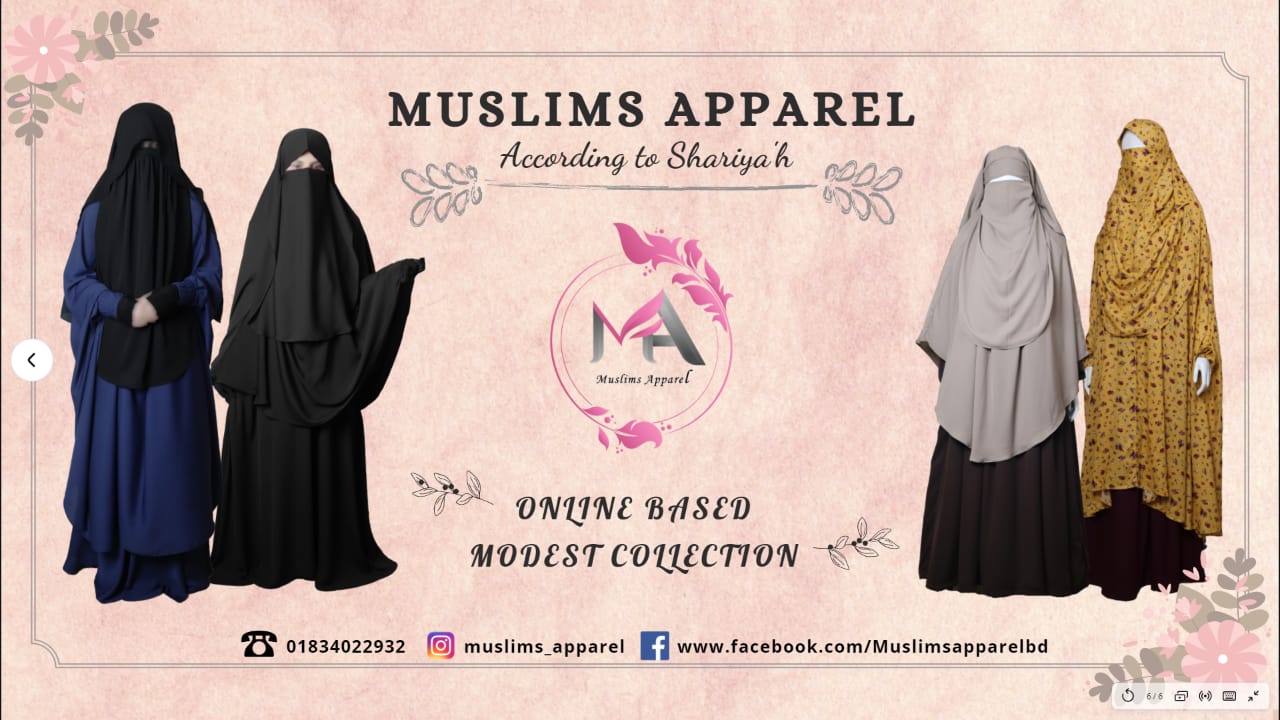 MUSLIMS APPAREL
According to Shariya'h
MA
Muslims Apparel
ONLINE BASED
MODEST COLLECTION
01834022932 muslims_apparel www.facebook.com/Muslimsapparelbd
6/6